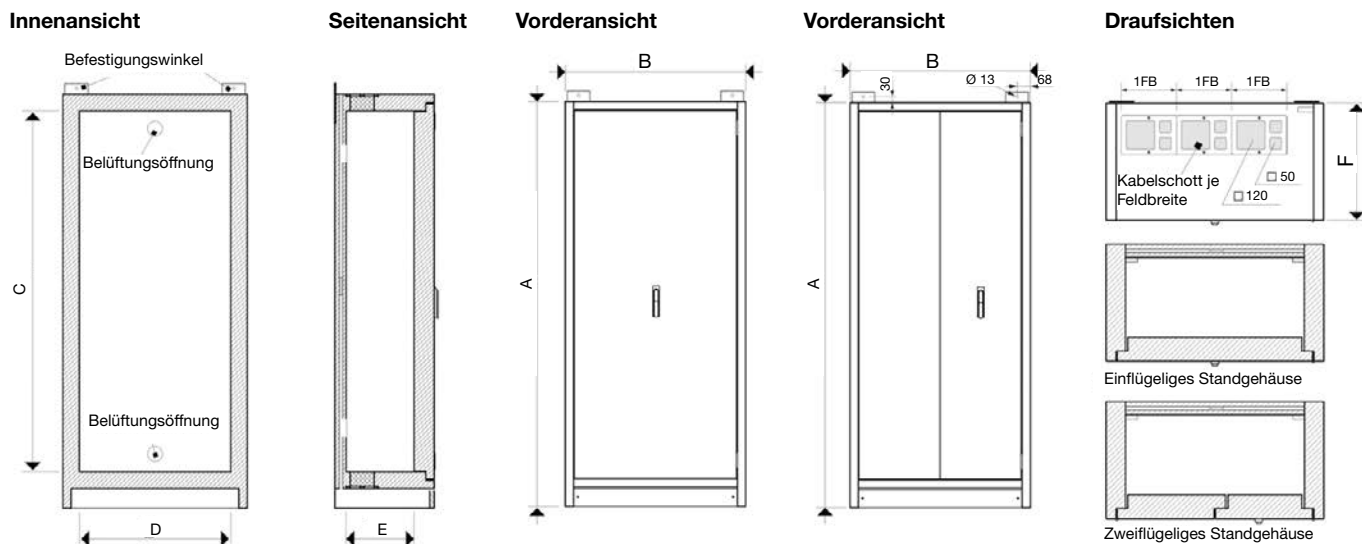 Innenansicht
Seitenansicht
Vorderansicht
Vorderansicht
Draufsichten
Befestigungswinkel
Belüftungsöffnung
Belüftungsöffnung
C
D
E
B
A
B
Ø 13
68
30
A
1FB
1FB
1FB
F
Kabelschott je
Feldbreite
□ 50
□ 120
Einflügeliges Standgehäuse
Zweiflügeliges Standgehäuse